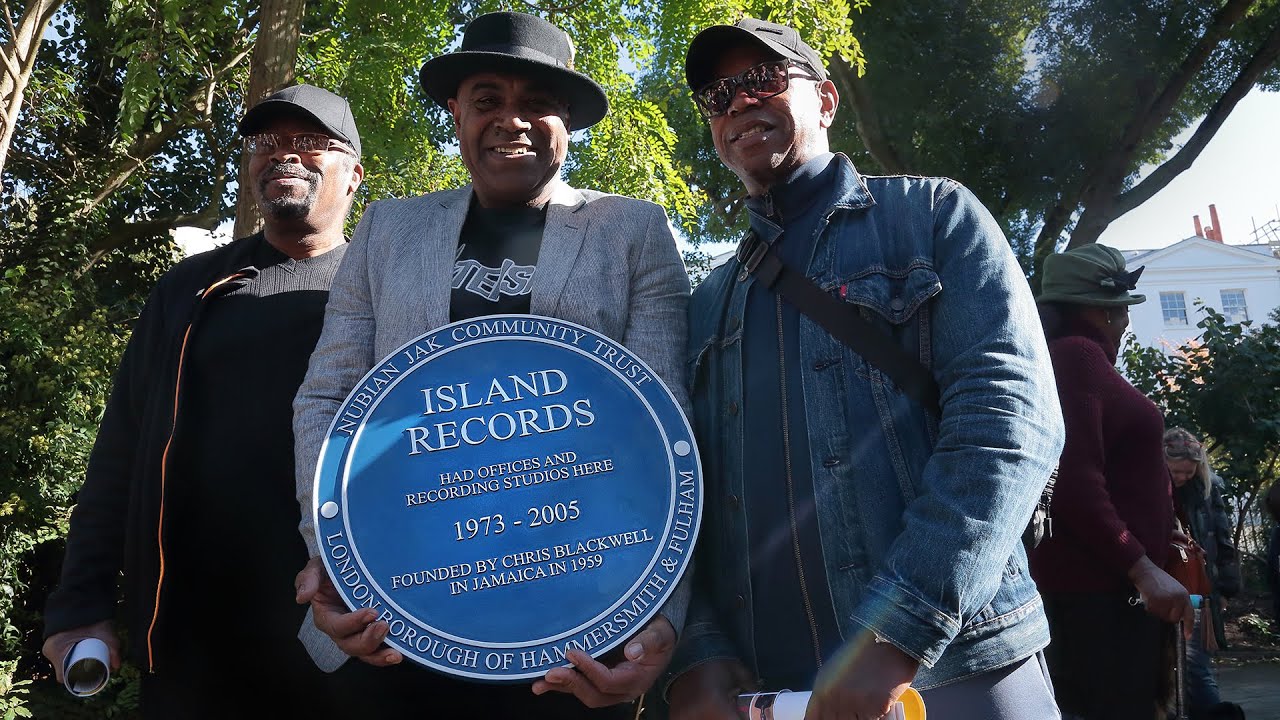 NUBIAN JAK COMMUNITY TRUST
ISLAND
RECORDS
HAD OFFICES AND
RECORDING STUDIOS HERE
1973 - 2005
FOUNDED BY CHRIS BLACKWELL
IN JAMAICA IN 1959
LONDON BOROUGH OF HAMMERSMITH & FULHAM